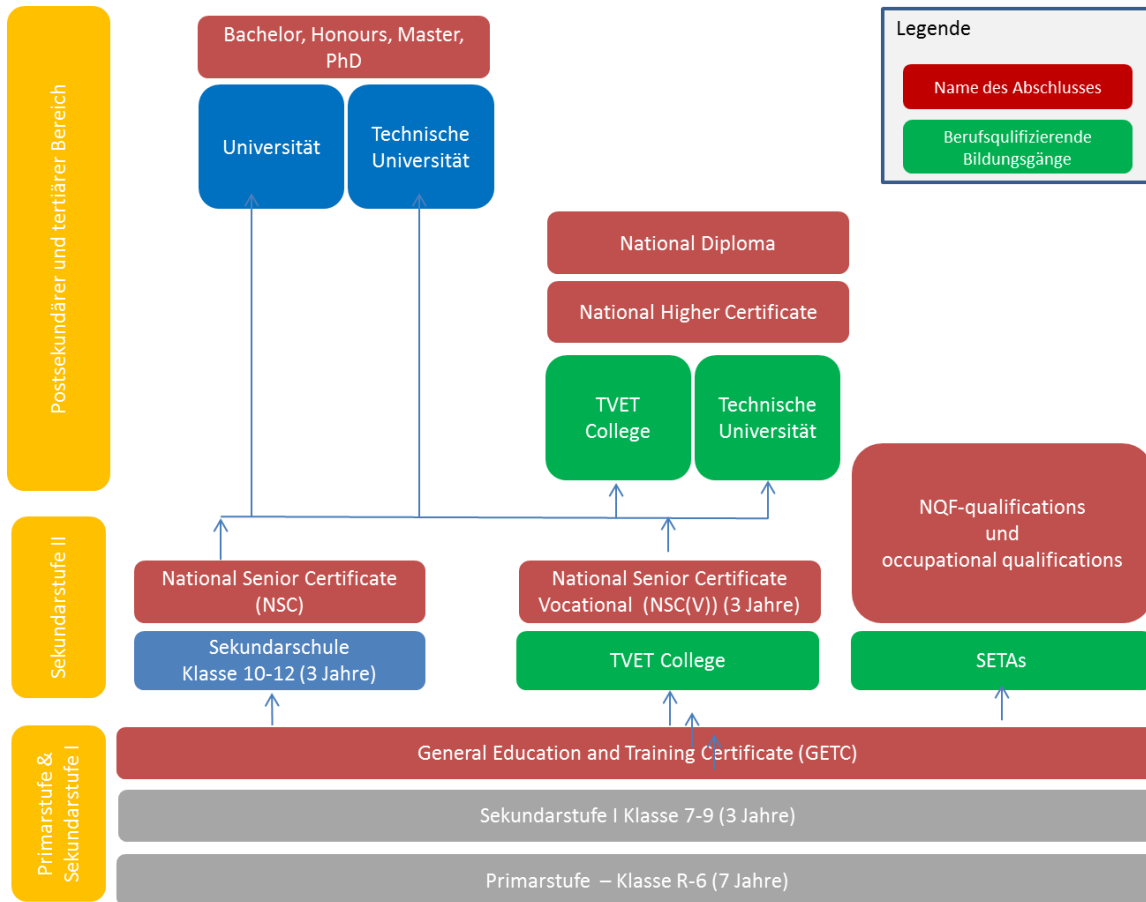 Bachelor, Honours, Master,
PhD
Universität
Technische
Universität
Legende
Name des Abschlusses
Berufsqulifizierende
Bildungsgänge
Postsekundärer und tertiärer Bereich
National Diploma
National Higher Certificate
TVET
College
Technische
Universität
NQF-qualifications
und
occupational qualifications
Sekundarstufe II
National Senior Certificate
(NSC)
National Senior Certificate
Vocational (NSC(V)) (3 Jahre)
Sekundarschule
Klasse 10-12 (3 Jahre)
TVET College
SETAs
Primarstufe &
Sekundarstufe I
General Education and Training Certificate (GETC)
Sekundarstufe I Klasse 7-9 (3 Jahre)
Primarstufe – Klasse R-6 (7 Jahre)